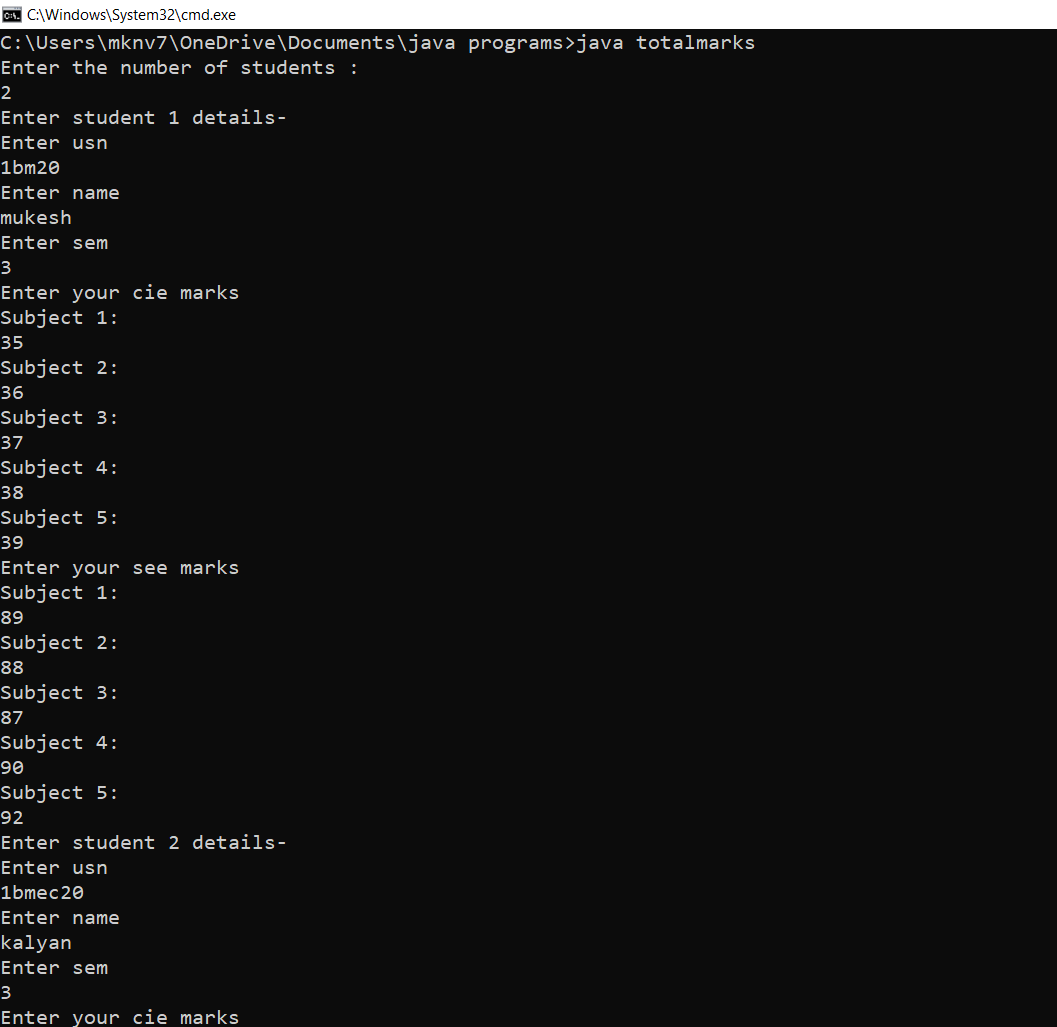 C:\Windows\System32\cmd.exe
C:\Users\mknv7\OneDrive\Documents\java programs>java totalmarks
Enter the number of students :
2
Enter student 1 details-
Enter usn
1bm20
Enter name
mukesh
Enter sem
3
Enter your cie marks
Subject 1:
35
Subject 2:
36
Subject 3:
37
Subject 4:
38
Subject 5:
39
Enter your see marks
Subject 1:
89
Subject 2:
88
Subject 3:
87
Subject 4:
90
Subject 5:
92
Enter student 2 details-
Enter usn
1bmec20
Enter name
kalyan
Enter sem
3
Enter your cie marks